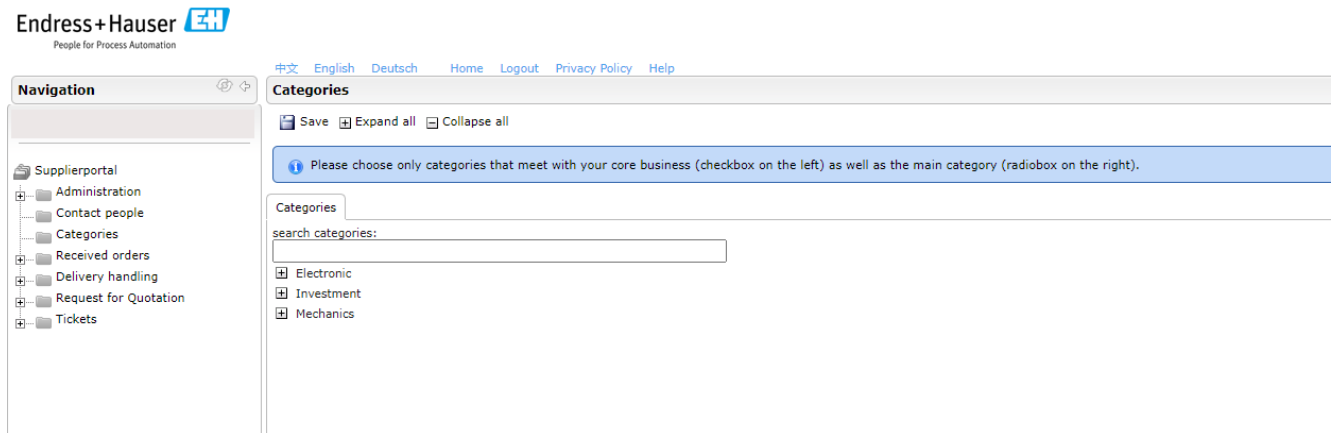 Endress+Hauser EH
People for Process Automation
中文 English Deutsch Home Logout Privacy Policy Help
Navigation
Supplierportal
Administration
Contact people
Categories
Received orders
Delivery handling
Request for Quotation
Tickets
Categories
Save Expand all Collapse all
Please choose only categories that meet with your core business (checkbox on the left) as well as the main category (radiobox on the right).
Categories
search categories:
Electronic
Investment
Mechanics